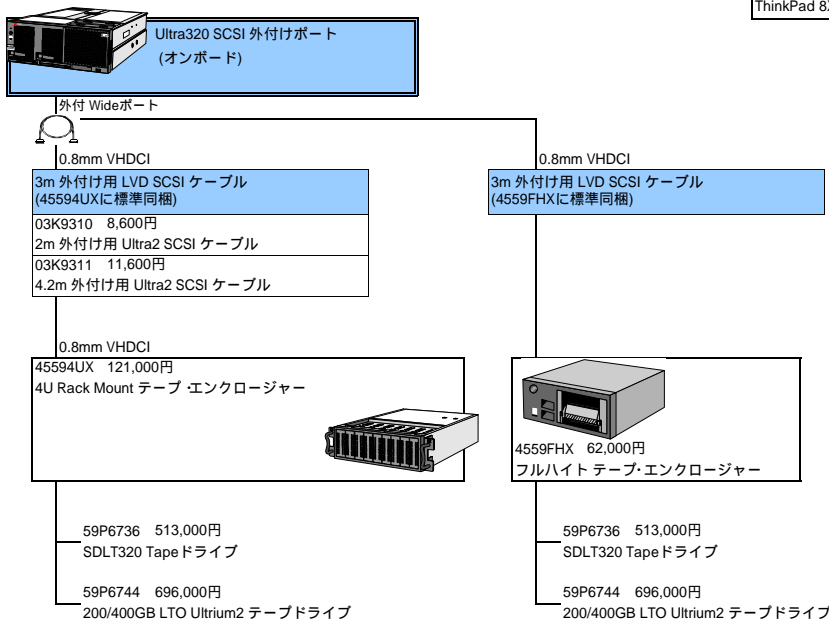 ThinkPad 8X
Ultra320 SCSI 外付けポート
(オンボード)
外付 Wideポート
0.8mm VHDCI
3m 外付け用 LVD SCSI ケーブル
(45594UXに標準同梱)
03K9310 8,600円
2m 外付け用 Ultra2 SCSI ケーブル
03K9311 11,600円
4.2m 外付け用 Ultra2 SCSI ケーブル
0.8mm VHDCI
45594UX 121,000円
4U Rack Mount テープ・エンクロージャー
59P6736 513,000円
SDLT320 Tapeドライブ
59P6744 696,000円
200/400GB LTO Ultrium2 テープドライブ
0.8mm VHDCI
3m 外付け用 LVD SCSI ケーブル
(4559FHXに標準同梱)
4559FHX 62,000円
フルハイト テープ・エンクロージャー
59P6736 513,000円
SDLT320 Tapeドライブ
59P6744 696,000円
200/400GB LTO Ultrium2 テープドライブ